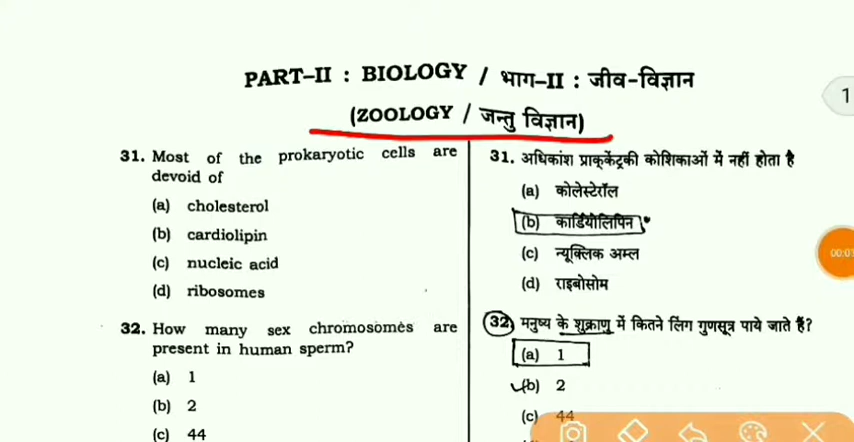 PART–II : BIOLOGY / भाग–II : जीव-विज्ञान
(ZOOLOGY / जन्तु विज्ञान)
1
31. Most of the prokaryotic cells are
devoid of
(a) cholesterol
(b) cardiolipin
(c) nucleic acid
(d) ribosomes
32. How many sex chromosomes are
present in human sperm?
(a) 1
(b) 2
(c) 44
31. अधिकांश प्राक्केंद्रकी कोशिकाओं में नहीं होता है
(a) कोलेस्टेरॉल
(b) कार्डियोलिपिन
(c) न्यूक्लिक अम्ल
(d) राइबोसोम
32. मनुष्य के शुक्राणु में कितने लिंग गुणसूत्र पाये जाते हैं?
(a) 1
(b) 2
(c) 44